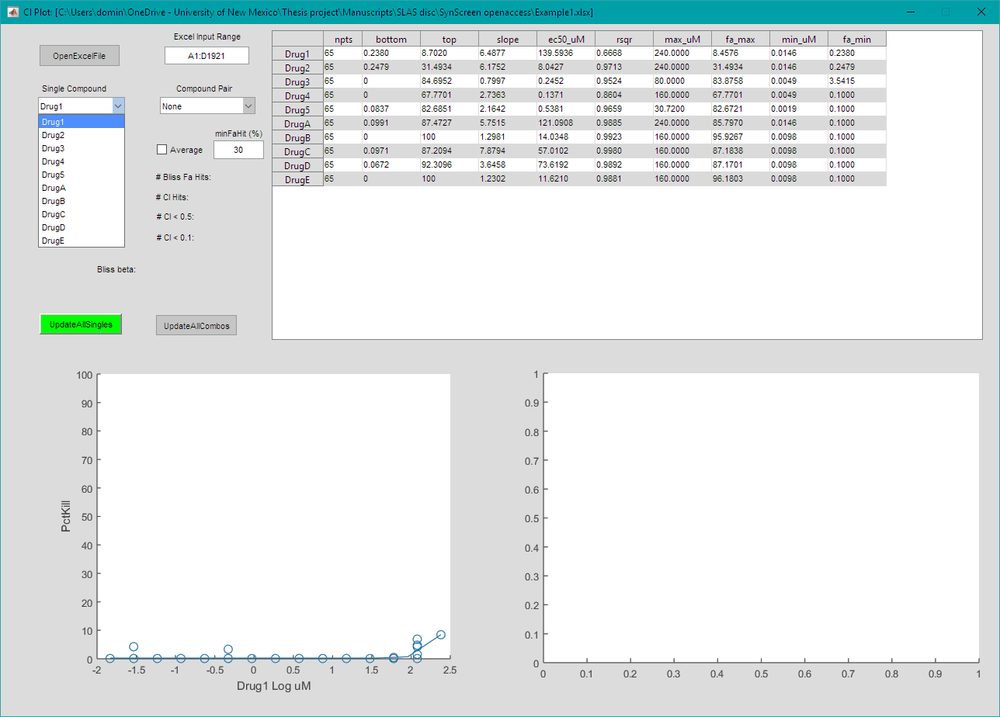 CI Plot: [C:\Users\domin\OneDrive - University of New Mexico\Thesis project\Manuscripts\SLAS disc\SynScreen openaccess\Example1.xlsx]
OpenExcelFile
Excel Input Range
A1:D1921
Single Compound
Drug1
Drug1
Drug2
Drug3
Drug4
Drug5
DrugA
DrugB
DrugC
DrugD
DrugE
Compound Pair
None
minFaHit (%)
Average 30
# Bliss Fa Hits:
# CI Hits:
# CI < 0.5:
# CI < 0.1:
Bliss beta:
UpdateAllSingles
UpdateAllCombos
npts bottom top slope ec50_uM rsqr max_uM fa_max min_uM fa_min
Drug1 65 0.2380 8.7020 6.4877 139.5936 0.6668 240.0000 8.4576 0.0146 0.2380
Drug2 65 0.2479 31.4934 6.1752 8.0427 0.9713 240.0000 31.4934 0.0146 0.2479
Drug3 65 0 84.6952 0.7997 0.2452 0.9524 80.0000 83.8758 0.0049 3.5415
Drug4 65 0 67.7701 2.7363 0.1371 0.8604 160.0000 67.7701 0.0049 0.1000
Drug5 65 0.0837 82.6851 2.1642 0.5381 0.9659 30.7200 82.6721 0.0019 0.1000
DrugA 65 0.0991 87.4727 5.7515 121.0908 0.9885 240.0000 85.7970 0.0146 0.1000
DrugB 65 0 100 1.2981 14.0348 0.9923 160.0000 95.9267 0.0098 0.1000
DrugC 65 0.0971 87.2094 7.8794 57.0102 0.9980 160.0000 87.1838 0.0098 0.1000
DrugD 65 0.0672 92.3096 3.6458 73.6192 0.9892 160.0000 87.1701 0.0098 0.1000
DrugE 65 0 100 1.2302 11.6210 0.9881 160.0000 96.1803 0.0098 0.1000
100
90
80
70
60
50
40
30
20
10
0
PctKill
-2 -1.5 -1 -0.5 0 0.5 1 1.5 2 2.5
Drug1 Log uM
1
0.9
0.8
0.7
0.6
0.5
0.4
0.3
0.2
0.1
0
0 0.1 0.2 0.3 0.4 0.5 0.6 0.7 0.8 0.9 1